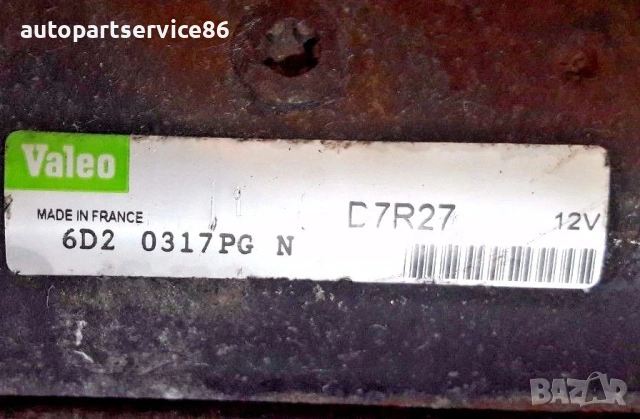 autopartservice86
Valeo
MADE IN FRANCE
D7R27
12V
6D2 0317PG N
BAZAR